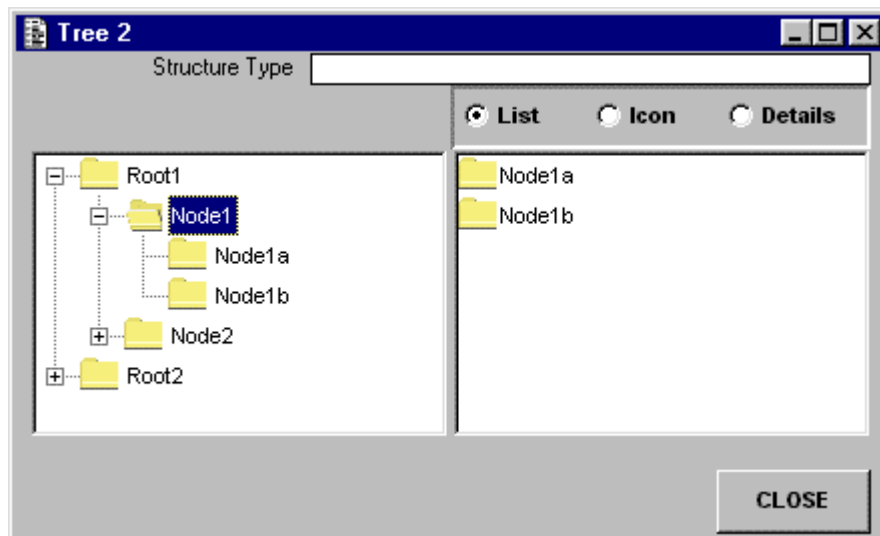 Tree 2
Structure Type
List Icon Details
Root1
Node1
Node1a
Node1b
Node2
Root2
Node1a
Node1b
CLOSE